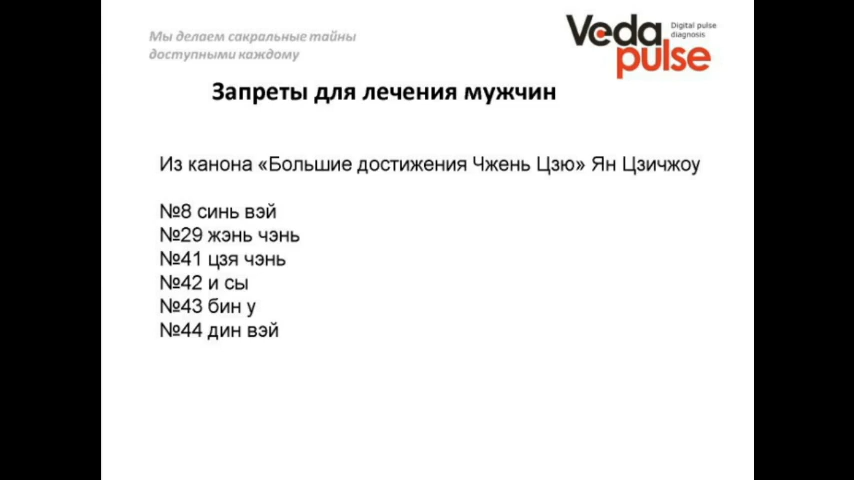 Мы делаем сакральные тайны
доступными каждому
Veda
pulse
Digital pulse
diagnosis
Запреты для лечения мужчин
Из канона «Большие достижения Чжень Цзю» Ян Цзичжоу
№8 синь вэй
№29 жэнь чэнь
№41 цзя чэнь
№42 и сы
№43 бин у
№44 дин вэй